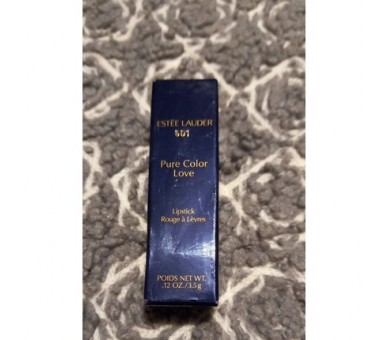 ESTĒE LAUDER
Pure Color
Love
Lipstick
Rouge à Lèvres
POIDS NET WT.
.12 OZ./3.5g